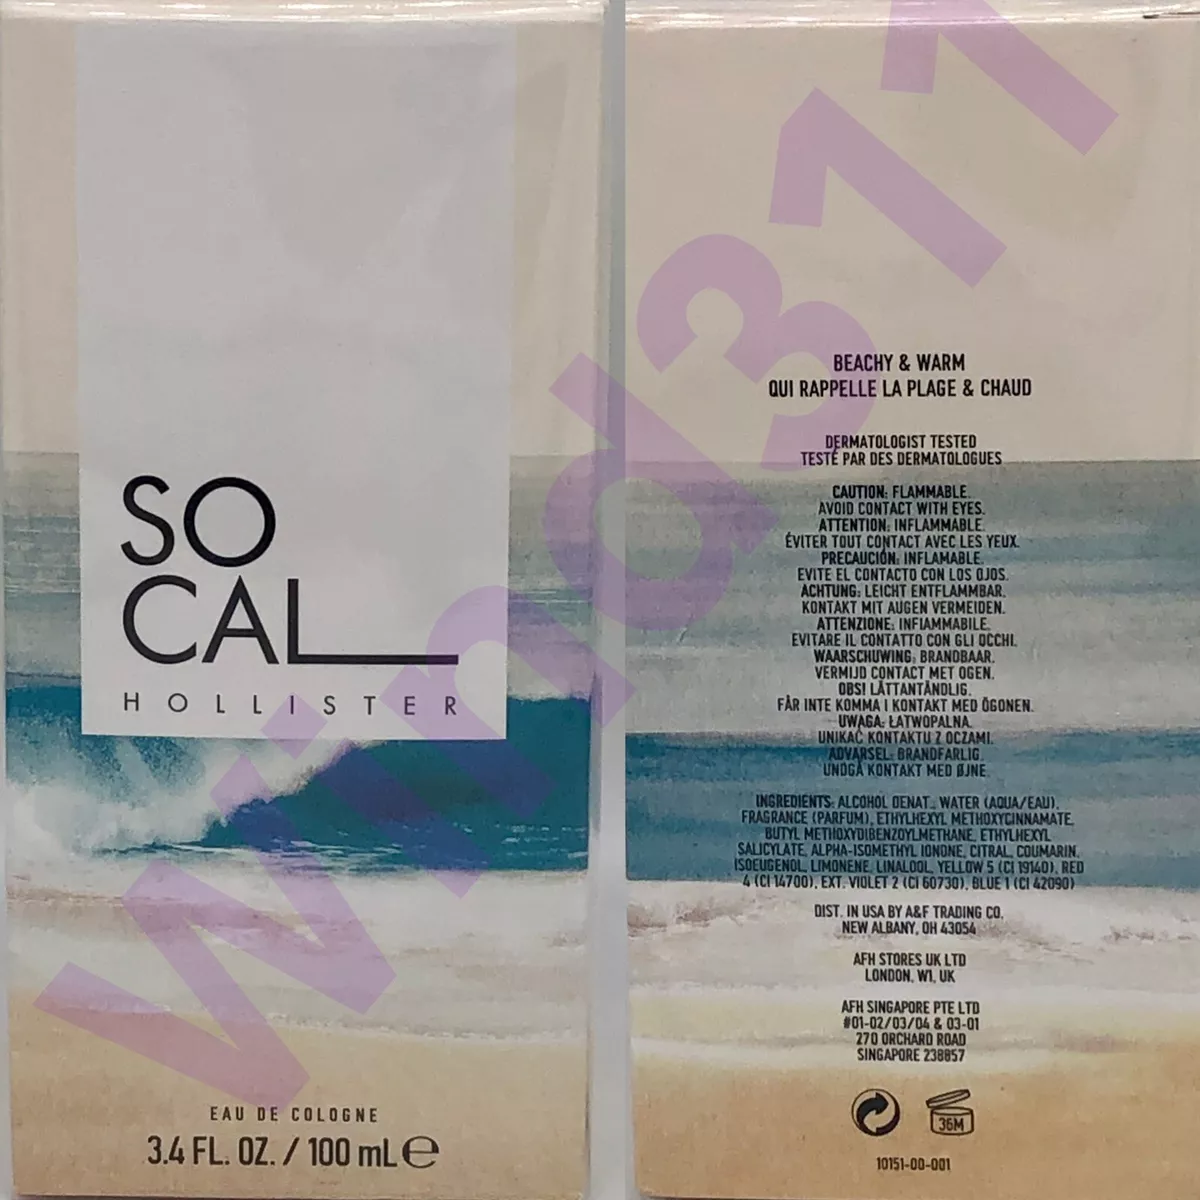 SO
CAL
HOLLISTER
EAU DE COLOGNE
3.4 FL. OZ. / 100 mL e
BEACHY & WARM
QUI RAPPELLE LA PLAGE & CHAUD
DERMATOLOGIST TESTED
TESTÉ PAR DES DERMATOLOGUES
CAUTION: FLAMMABLE.
AVOID CONTACT WITH EYES.
ATTENTION: INFLAMMABLE.
ÉVITER TOUT CONTACT AVEC LES YEUX.
PRECAUCIÓN: INFLAMABLE.
EVITE EL CONTACTO CON LOS OJOS.
ACHTUNG: LEICHT ENTFLAMMBAR.
KONTAKT MIT AUGEN VERMEIDEN.
ATTENZIONE: INFIAMMABILE.
EVITARE IL CONTATTO CON GLI OCCHI.
WAARSCHUWING: BRANDBAAR.
VERMIJD CONTACT MET OGEN.
OBS! LÄTTANTÄNDLIG.
FÅR INTE KOMMA I KONTAKT MED ÖGONEN.
UWAGA: ŁATWOPALNA.
UNIKAĆ KONTAKTU Z OCZAMI.
ADVARSEL: BRANDFARLIG.
UNDGÅ KONTAKT MED ØJNE.
INGREDIENTS: ALCOHOL DENAT., WATER (AQUA/EAU),
FRAGRANCE (PARFUM), ETHYLHEXYL METHOXYCINNAMATE,
BUTYL METHOXYDIBENZOYLMETHANE, ETHYLHEXYL
SALICYLATE, ALPHA-ISOMETHYL IONONE, CITRAL, COUMARIN,
ISOEUGENOL, LIMONENE, LINALOOL, YELLOW 5 (CI 19140), RED
4 (CI 14700), EXT. VIOLET 2 (CI 60730), BLUE 1 (CI 42090)
DIST. IN USA BY A&F TRADING CO.
NEW ALBANY, OH 43054
AFH STORES UK LTD
LONDON, W1, UK
AFH SINGAPORE PTE LTD
#01-02/03/04 & 03-01
270 ORCHARD ROAD
SINGAPORE 238857
36M
10151-00-001
Wind311